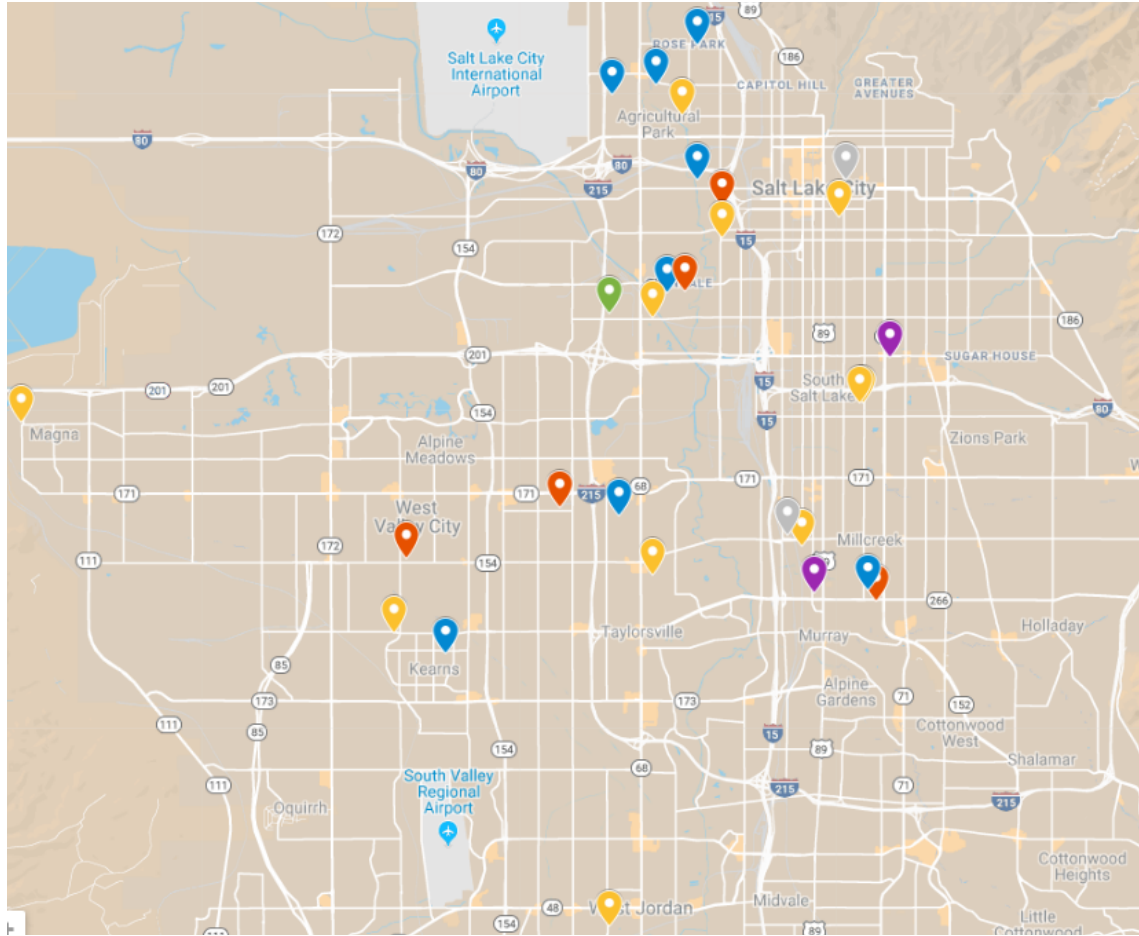 15
89
ROSE PARK
186
Salt Lake City
International
Airport
CAPITOL HILL
GREATER
AVENUES
Agricultural
Park
80
80
80
215
Salt Lake City
172
154
15
186
89
201
SUGAR HOUSE
201
201
15
South
Salt Lake
80
154
15
Magna
Alpine
Meadows
Zions Park
W
171
171
215
68
171
171
West
Valley City
Millcreek
172
111
154
89
266
Taylorsville
Murray
Holladay
85
Kearns
173
173
Alpine
Gardens
71
152
Cottonwood
West
111
85
154
15
89
68
Shalamar
South Valley
Regional
Airport
111
215
71
215
Oquirrh
Cottonwood
Heights
Midvale
48
West Jordan
154
111
89
Little
Cottonwood